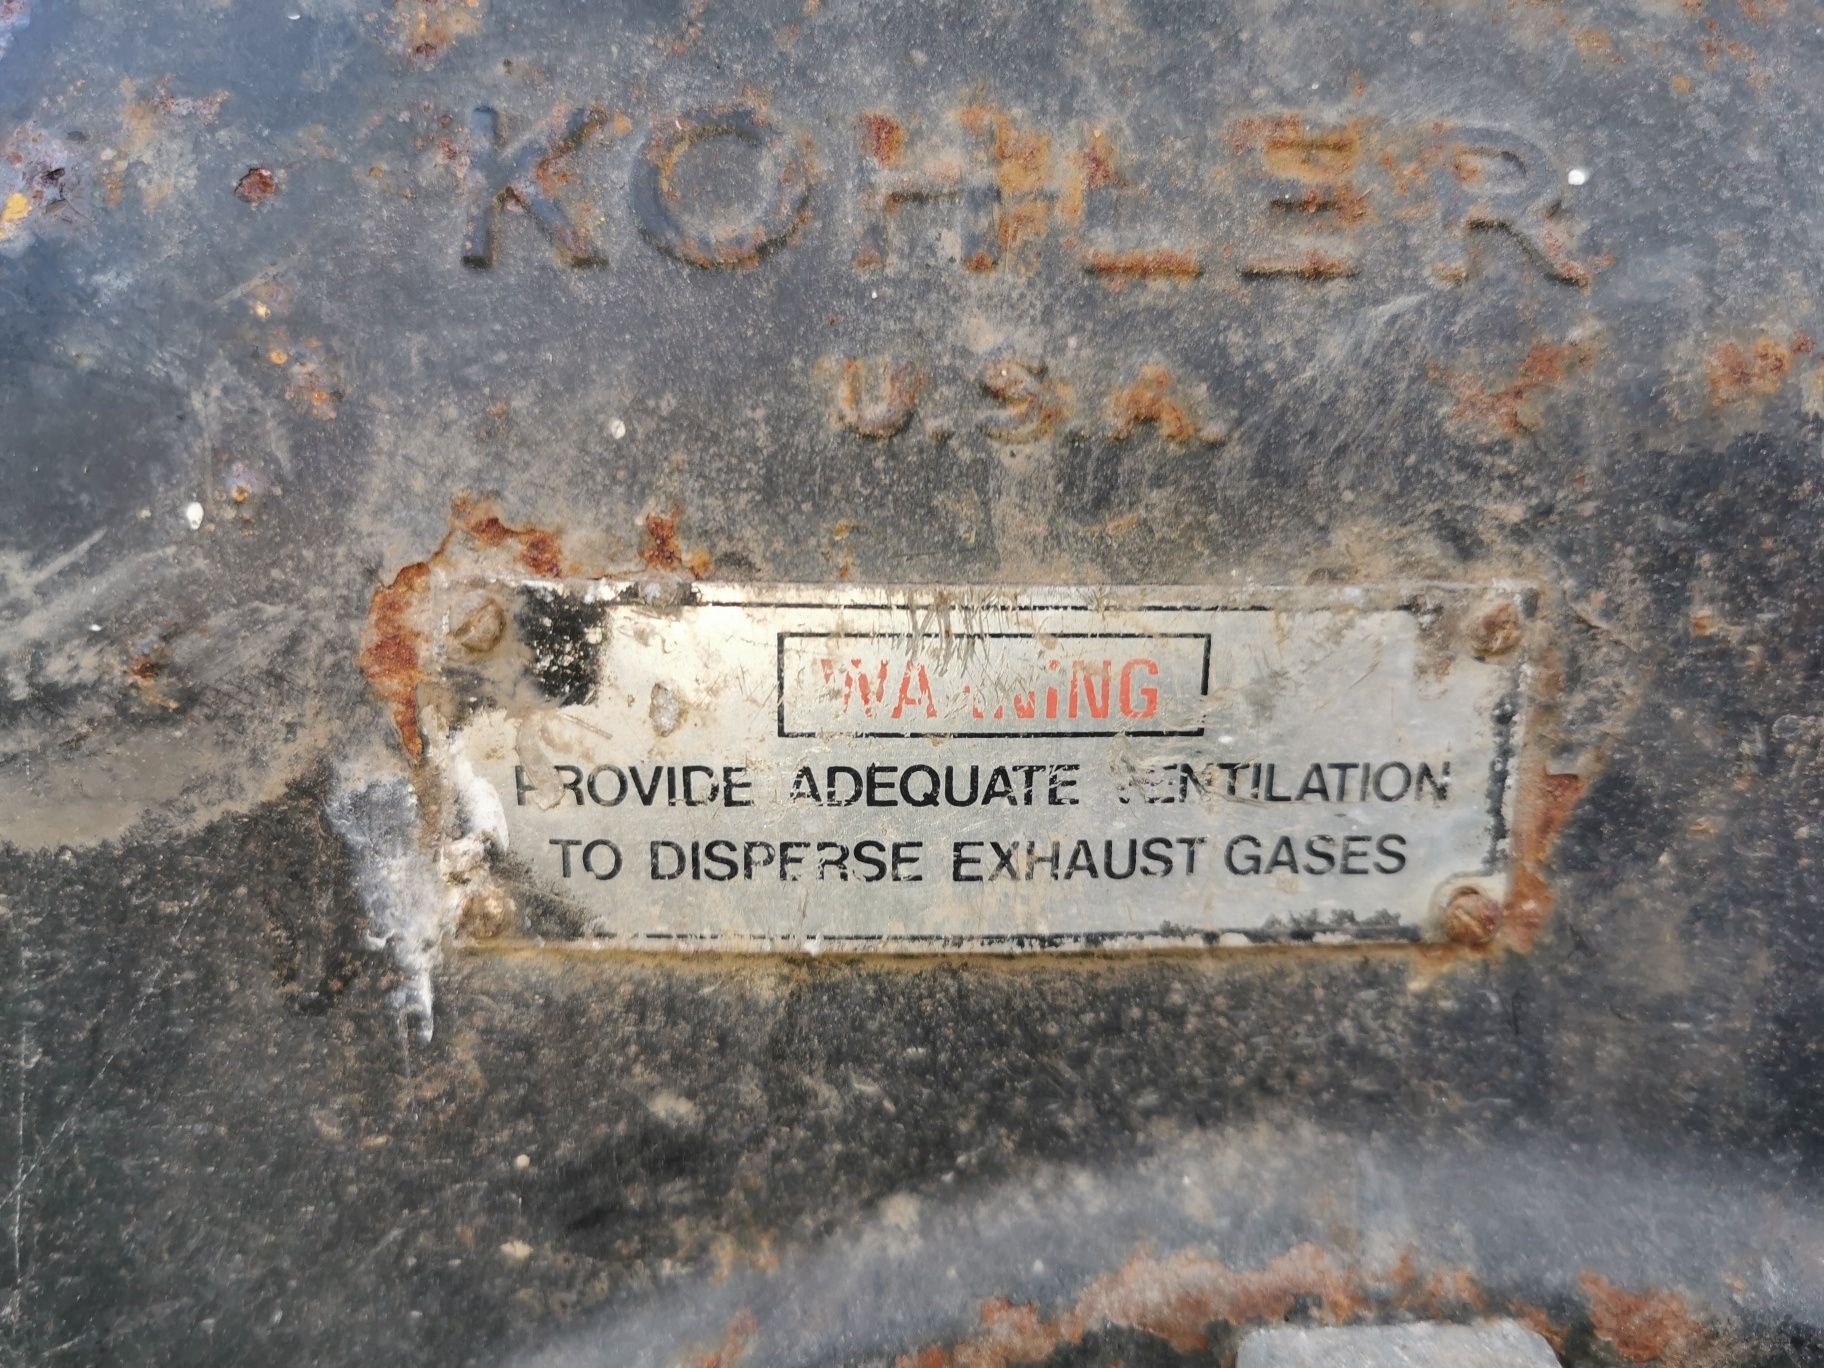 KOHLER
U.S.A
WARNING
PROVIDE ADEQUATE VENTILATION
TO DISPERSE EXHAUST GASES